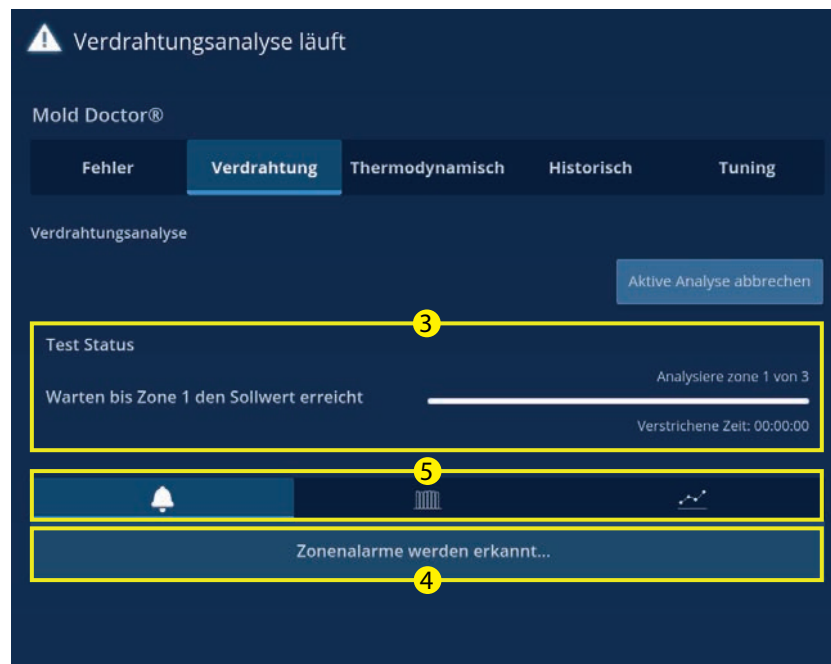 Verdrahtungsanalyse läuft
Mold Doctor®
Fehler Verdrahtung Thermodynamisch Historisch Tuning
Verdrahtungsanalyse
Aktive Analyse abbrechen
3
Test Status
Analysiere zone 1 von 3
Warten bis Zone 1 den Sollwert erreicht
Verstrichene Zeit: 00:00:00
5
Zonenalarme werden erkannt...
4